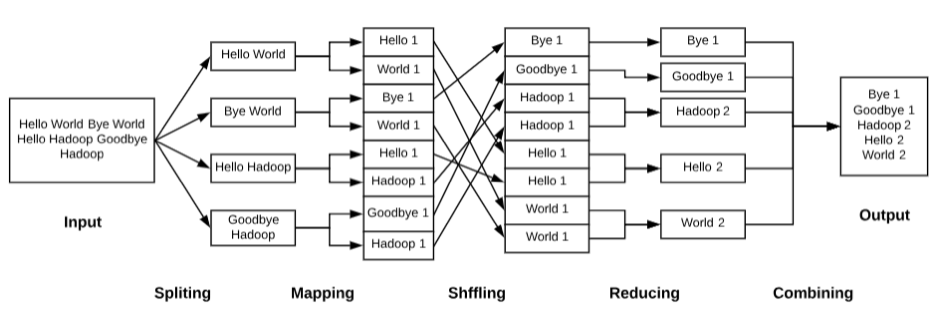 Hello World Bye World
Hello Hadoop Goodbye
Hadoop
Input
Hello World
Bye World
Hello Hadoop
Goodbye
Hadoop
Hello 1
World 1
Bye 1
World 1
Hello 1
Hadoop 1
Goodbye 1
Hadoop 1
Bye 1
Goodbye 1
Hadoop 1
Hadoop 1
Hello 1
Hello 1
World 1
World 1
Bye 1
Goodbye 1
Hadoop 2
Hello 2
World 2
Bye 1
Goodbye 1
Hadoop 2
Hello 2
World 2
Output
Spliting
Mapping
Shffling
Reducing
Combining